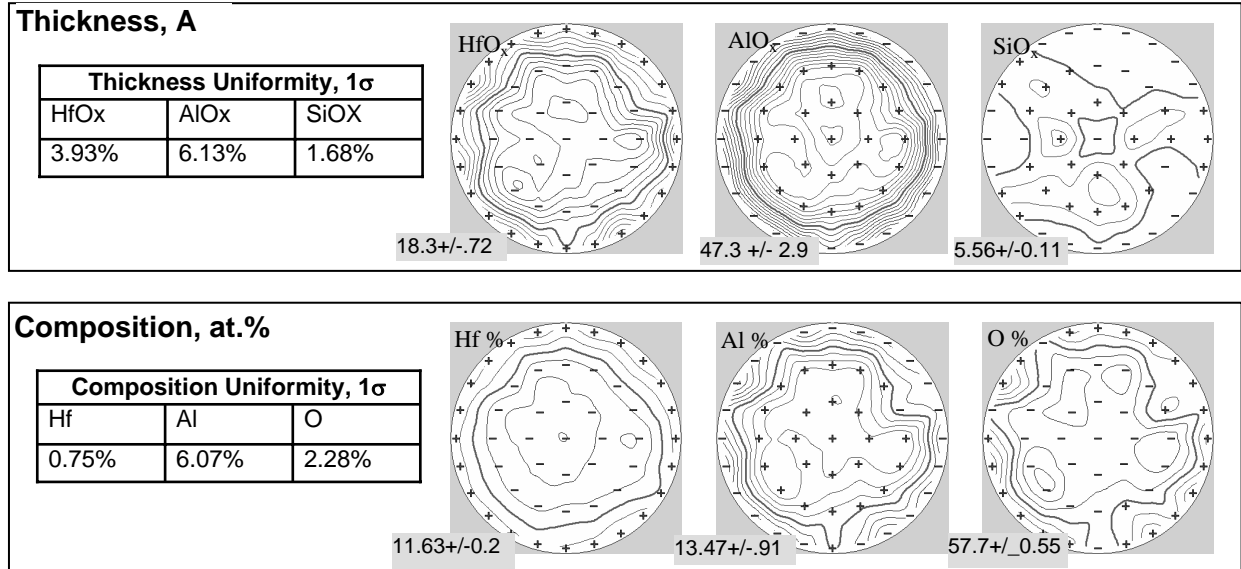 Thickness, A
Thickness Uniformity, 1σ
HfOx AlOx SiOX
3.93% 6.13% 1.68%
HfOx
AlOx
SiOx
18.3+/-.72
47.3 +/- 2.9
5.56+/-0.11
Composition, at.%
Composition Uniformity, 1σ
Hf Al O
0.75% 6.07% 2.28%
Hf %
Al %
O %
11.63+/-0.2
13.47+/-.91
57.7+/_0.55